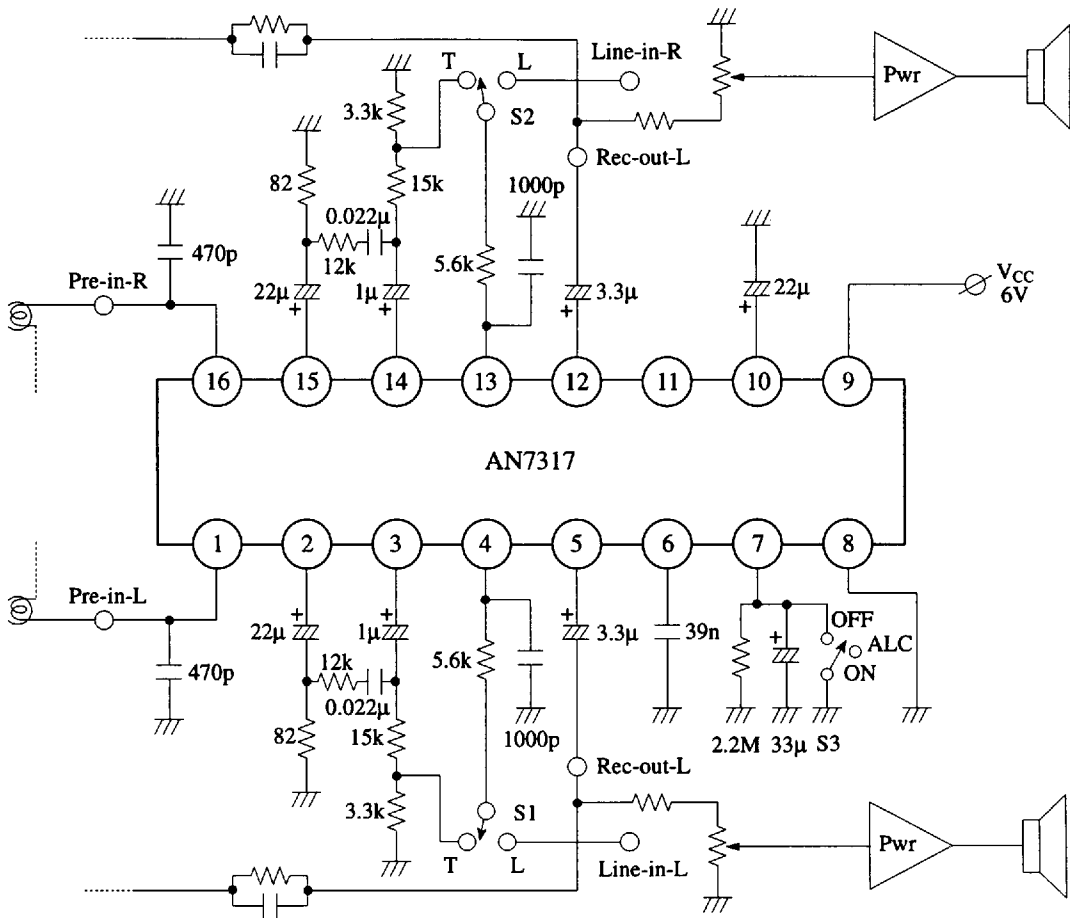 T
L
Line-in-R
Pwr
3.3k
S2
Rec-out-L
82
15k
1000p
0.022µ
470p
12k
5.6k
Pre-in-R
22µ
1µ
3.3µ
22µ
VCC
6V
16
15
14
13
12
11
10
9
AN7317
1
2
3
4
5
6
7
8
Pre-in-L
22µ
1µ
5.6k
3.3µ
39n
OFF
ALC
ON
12k
470p
0.022µ
82
15k
1000p
2.2M
33µ
S3
Rec-out-L
3.3k
S1
T
L
Line-in-L
Pwr